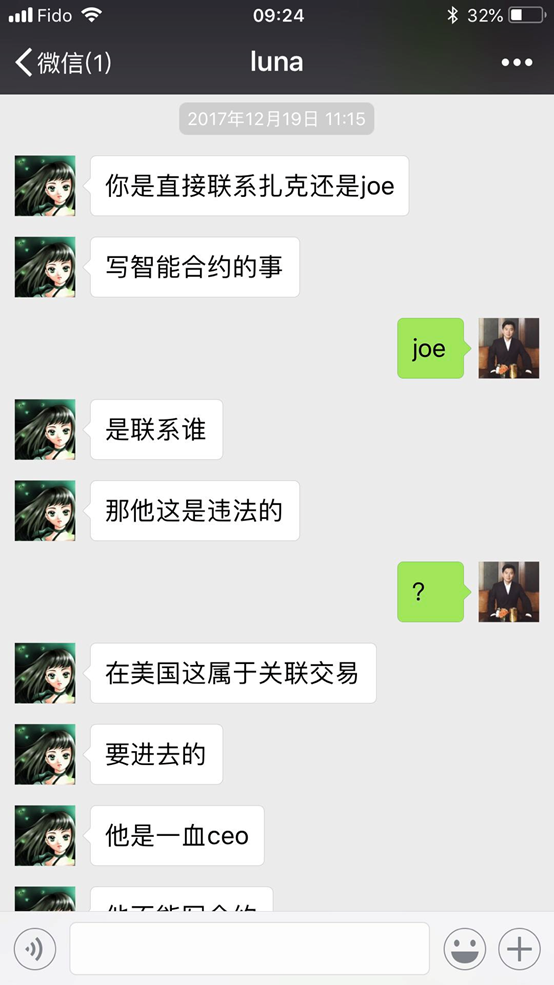 Fido 09:24 32%
微信(1) luna
2017年12月19日 11:15
你是直接联系扎克还是joe
写智能合约的事
joe
是联系谁
那他这是违法的
?
在美国这属于关联交易
要进去的
他是一血ceo